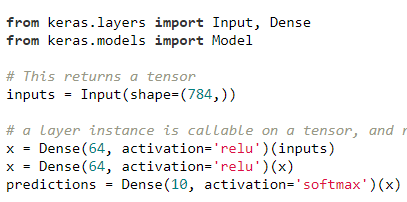 from keras.layers import Input, Dense
from keras.models import Model
# This returns a tensor
inputs = Input(shape=(784,))
# a layer instance is callable on a tensor, and
x = Dense(64, activation='relu')(inputs)
x = Dense(64, activation='relu')(x)
predictions = Dense(10, activation='softmax')(x)